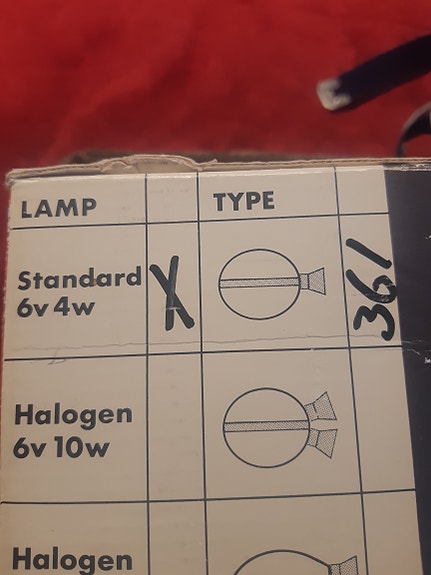 LAMP TYPE
Standard X 361
6v 4w
Halogen
6v 10w
Halogen